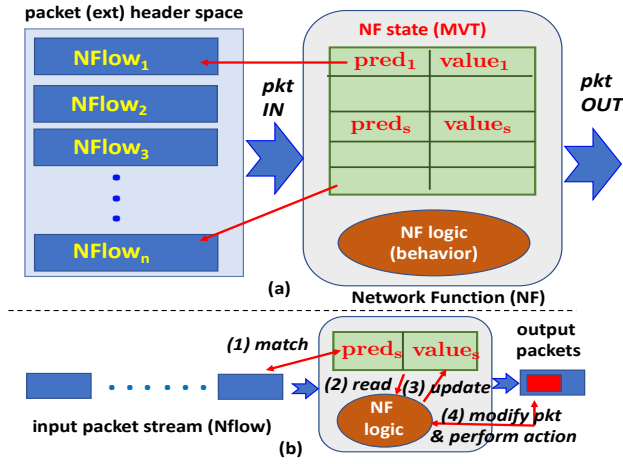 packet (ext) header space
NFlow₁
NFlow₂
NFlow₃
NFlowₙ
pkt
IN
NF state (MVT)
pred₁ value₁
predₛ valueₛ
NF logic
(behavior)
pkt
OUT
(a)
Network Function (NF)
(1) match
predₛ valueₛ
output
packets
(2) read
(3) update
NF
logic
(4) modify pkt
& perform action
input packet stream (Nflow)
(b)